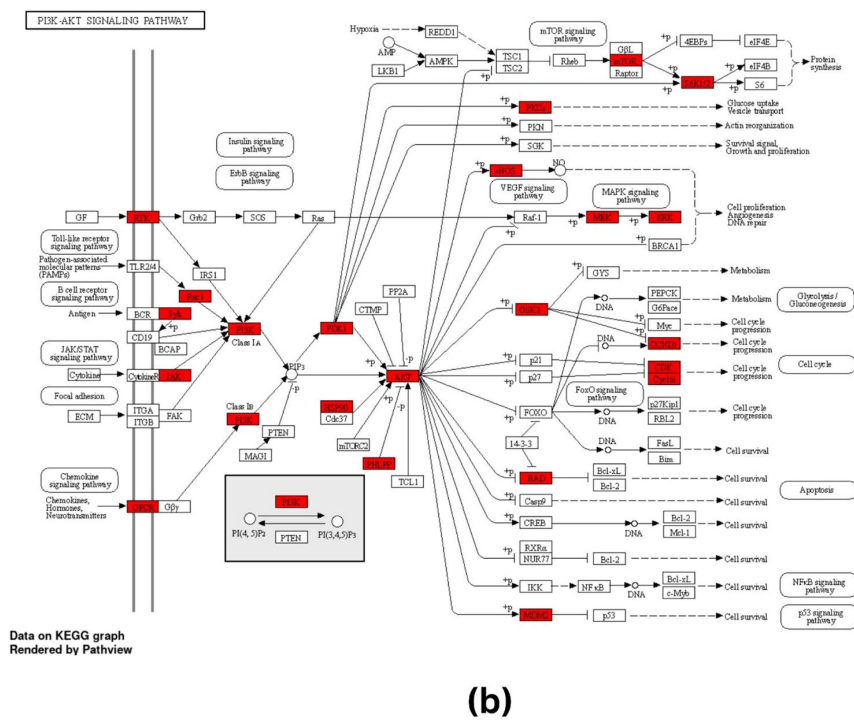 PI3K-AKT SIGNALING PATHWAY
Hypoxia
REDD1
AMP
AMPK
LKB1
TSC1
TSC2
+p
Rheb
mTOR signaling
pathway
GβL
mTOR
Raptor
+p
4EBPs
eIF4E
+p
S6K1/2
+p
eIF4B
S6
Protein
synthesis
+p
PKCs
Glucose uptake
Vesicle transport
PKN
Actin reorganization
SGK
Survival signal,
Growth and proliferation
Insulin signaling
pathway
ErbB signaling
pathway
+p
eNOS
NO
VEGF signaling
pathway
MAPK signaling
pathway
GF
RTK
Grb2
SOS
Ras
Raf-1
+p
+p
MEK
+p
ERK
Cell proliferation
Angiogenesis
DNA repair
+p
BRCA1
Toll-like receptor
signaling pathway
Pathogen-associated
molecular patterns
(PAMPs)
TLR2/4
IRS1
Rac1
B cell receptor
signaling pathway
Antigen
BCR
Syk
+p
CD19
BCAP
PI3K
Class IA
PDK1
PP2A
CTMP
GYS
Metabolism
+p
GSK3
PEPCK
G6Pace
DNA
Metabolism
Glycolysis /
Gluconeogenesis
Myc
Cell cycle
progression
DNA
CCND1
Cell cycle
progression
JAK/STAT
signaling pathway
Cytokine
CytokineR
JAK
PIP3
-p
+p
-p
AKT
+p
p21
+p
p27
CDK
Cyclin
Cell cycle
progression
Cell cycle
Focal adhesion
ECM
ITGA
ITGB
FAK
Class IB
PI3K
PTEN
MAGI
HSP90
Cdc37
+p
-p
mTORC2
PHLPP
TCL1
+p
FOXO
FoxO signaling
pathway
DNA
p27Kip1
RBL2
Cell cycle
progression
14-3-3
DNA
FasL
Bim
Cell survival
Chemokine
signaling pathway
Chemokines,
Hormones,
Neurotransmitters
GPCR
Gβγ
PI3K
PI(4, 5)P2
PI(3,4,5)P3
PTEN
+p
BAD
Bcl-xL
Bcl-2
Cell survival
Apoptosis
+p
Casp9
Cell survival
+p
CREB
DNA
Bcl-2
Mcl-1
Cell survival
+p
RXRα
NUR77
Bcl-2
Cell survival
+p
IKK
NFκB
DNA
Bcl-xL
c-Myb
Cell survival
NFκB signaling
pathway
+p
MDM2
p53
Cell survival
p53 signaling
pathway
Data on KEGG graph
Rendered by Pathview
(b)